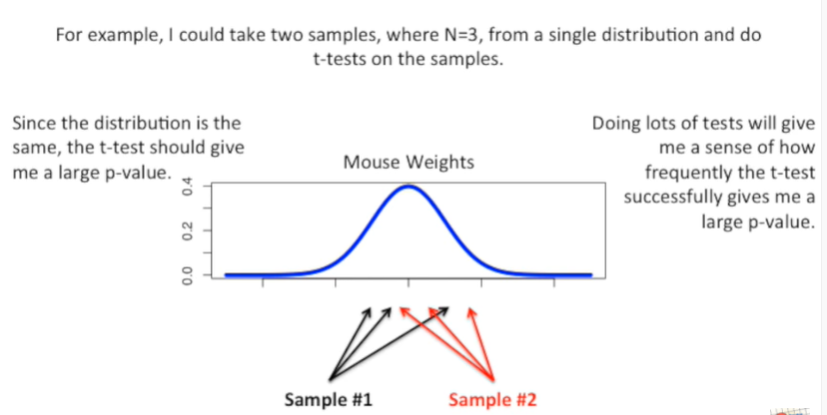 For example, I could take two samples, where N=3, from a single distribution and do
t-tests on the samples.
Since the distribution is the
same, the t-test should give
me a large p-value.
Doing lots of tests will give
me a sense of how
frequently the t-test
successfully gives me a
large p-value.
Mouse Weights
0.4
0.2
0.0
Sample #1
Sample #2